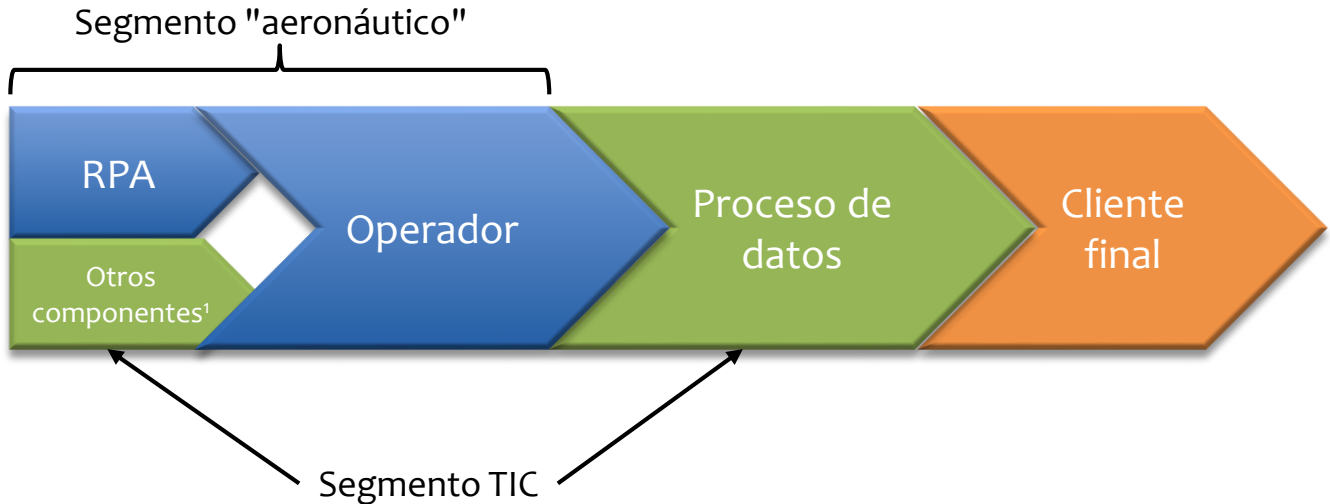 Segmento "aeronáutico"
RPA
Otros
componentes¹
Operador
Proceso de
datos
Cliente
final
Segmento TIC